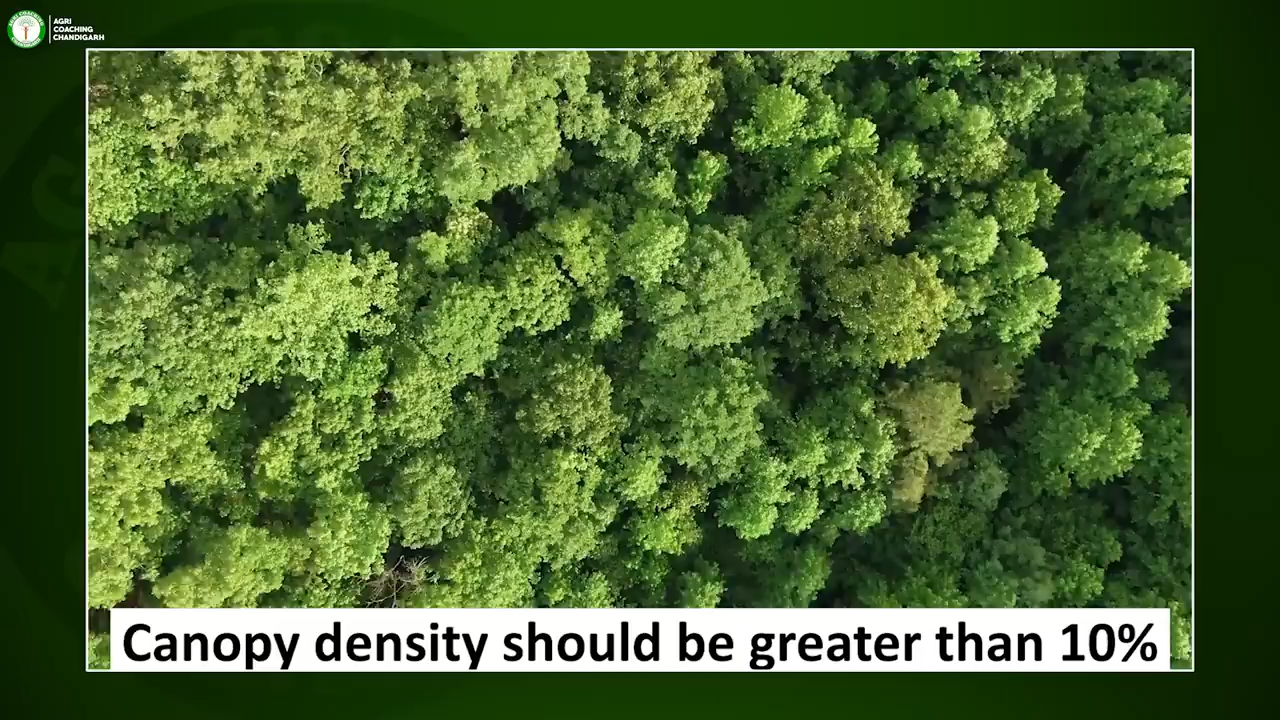 AGRI
COACHING
CHANDIGARH
Canopy density should be greater than 10%